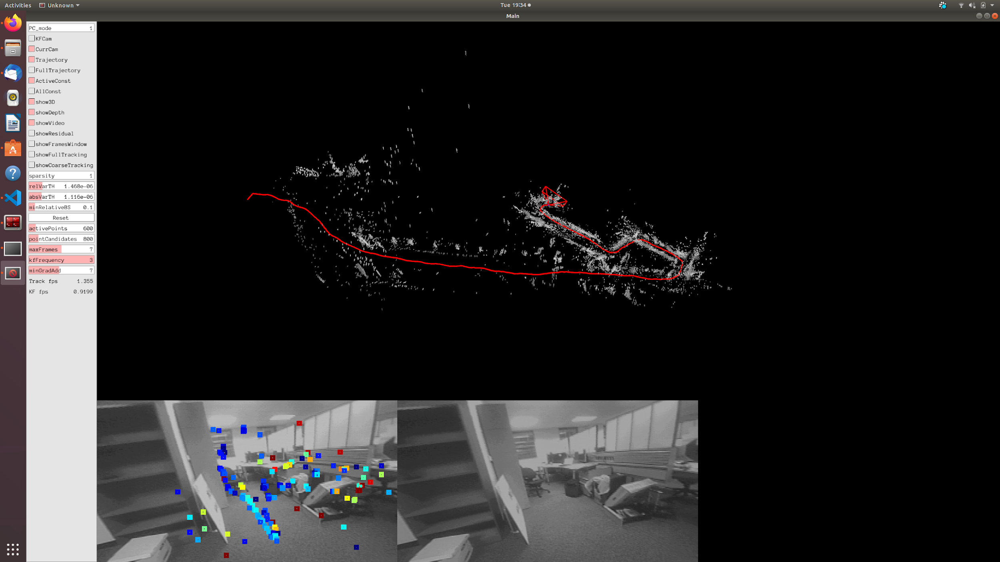 Activities Unknown Tue 19:34
Main
PC_mode 1
KFCam
CurrCam
Trajectory
FullTrajectory
ActiveConst
AllConst
show3D
showDepth
showVideo
showResidual
showFramesWindow
showFullTracking
showCoarseTracking
sparsity 1
relVarTH 1.468e-06
absVarTH 1.116e-06
minRelativeBS 0.1
Reset
activePoints 600
pointCandidates 800
maxFrames 7
kfFrequency 3
minGradAdd 7
Track fps 1.355
KF fps 0.9199